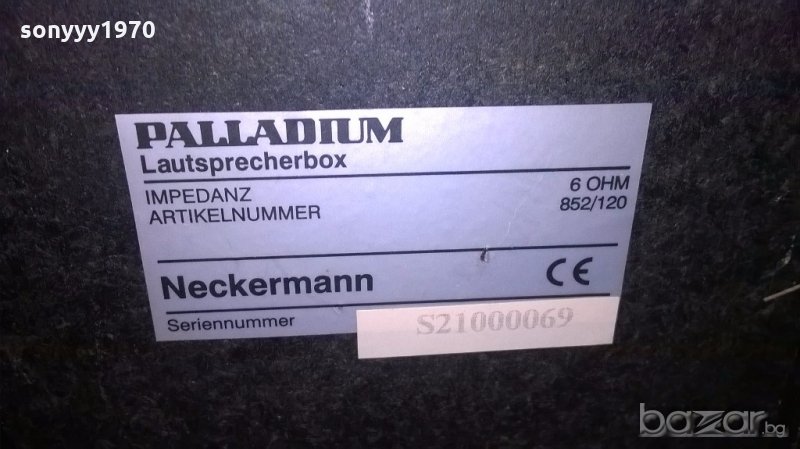 sonyyy1970
PALLADIUM
Lautsprecherbox
IMPEDANZ 6 OHM
ARTIKELNUMMER 852/120
Neckermann CE
Seriennummer S21000069
bazar.bg